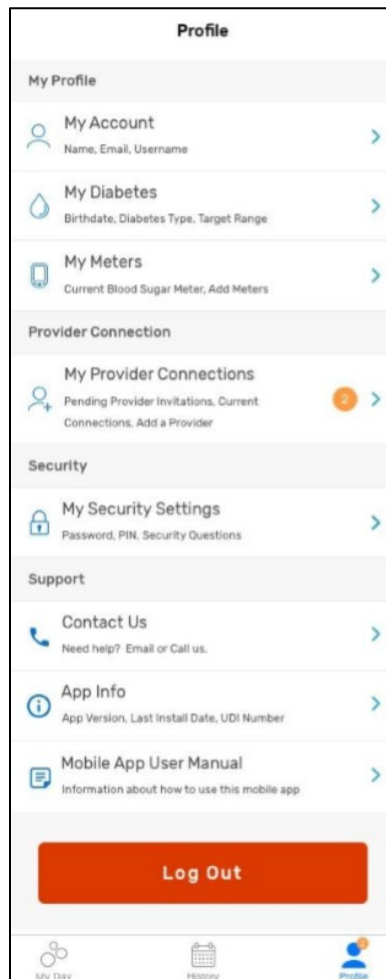 Profile
My Profile
My Account
Name, Email, Username
My Diabetes
Birthdate, Diabetes Type, Target Range
My Meters
Current Blood Sugar Meter, Add Meters
Provider Connection
My Provider Connections
Pending Provider Invitations, Current
Connections, Add a Provider
2
Security
My Security Settings
Password, PIN, Security Questions
Support
Contact Us
Need help? Email or Call us.
App Info
App Version, Last Install Date, UDI Number
Mobile App User Manual
Information about how to use this mobile app
Log Out
2
My Day
History
Profile